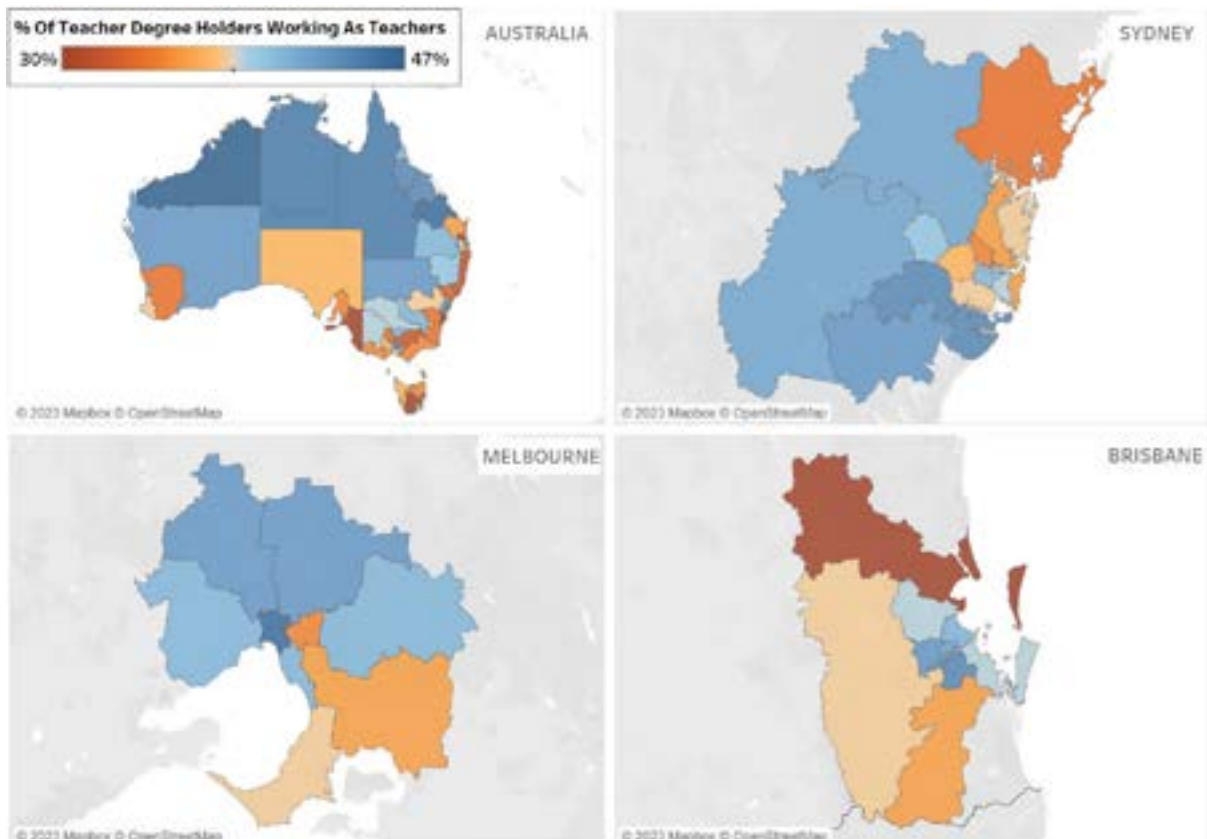 % Of Teacher Degree Holders Working As Teachers
30%
47%
AUSTRALIA
© 2023 Mapbox © OpenStreetMap
SYDNEY
© 2023 Mapbox © OpenStreetMap
MELBOURNE
© 2023 Mapbox © OpenStreetMap
BRISBANE
© 2023 Mapbox © OpenStreetMap